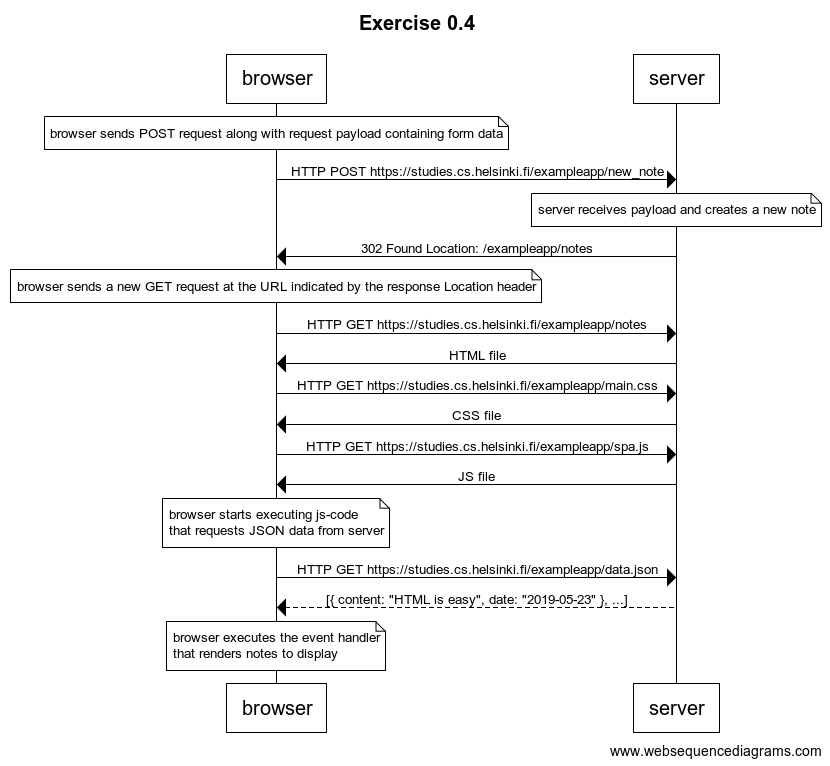 Exercise 0.4
browser
server
browser sends POST request along with request payload containing form data
HTTP POST https://studies.cs.helsinki.fi/exampleapp/new_note
server receives payload and creates a new note
302 Found Location: /exampleapp/notes
browser sends a new GET request at the URL indicated by the response Location header
HTTP GET https://studies.cs.helsinki.fi/exampleapp/notes
HTML file
HTTP GET https://studies.cs.helsinki.fi/exampleapp/main.css
CSS file
HTTP GET https://studies.cs.helsinki.fi/exampleapp/spa.js
JS file
browser starts executing js-code
that requests JSON data from server
HTTP GET https://studies.cs.helsinki.fi/exampleapp/data.json
[{ content: "HTML is easy", date: "2019-05-23" }, ...]
browser executes the event handler
that renders notes to display
browser
server
www.websequencediagrams.com